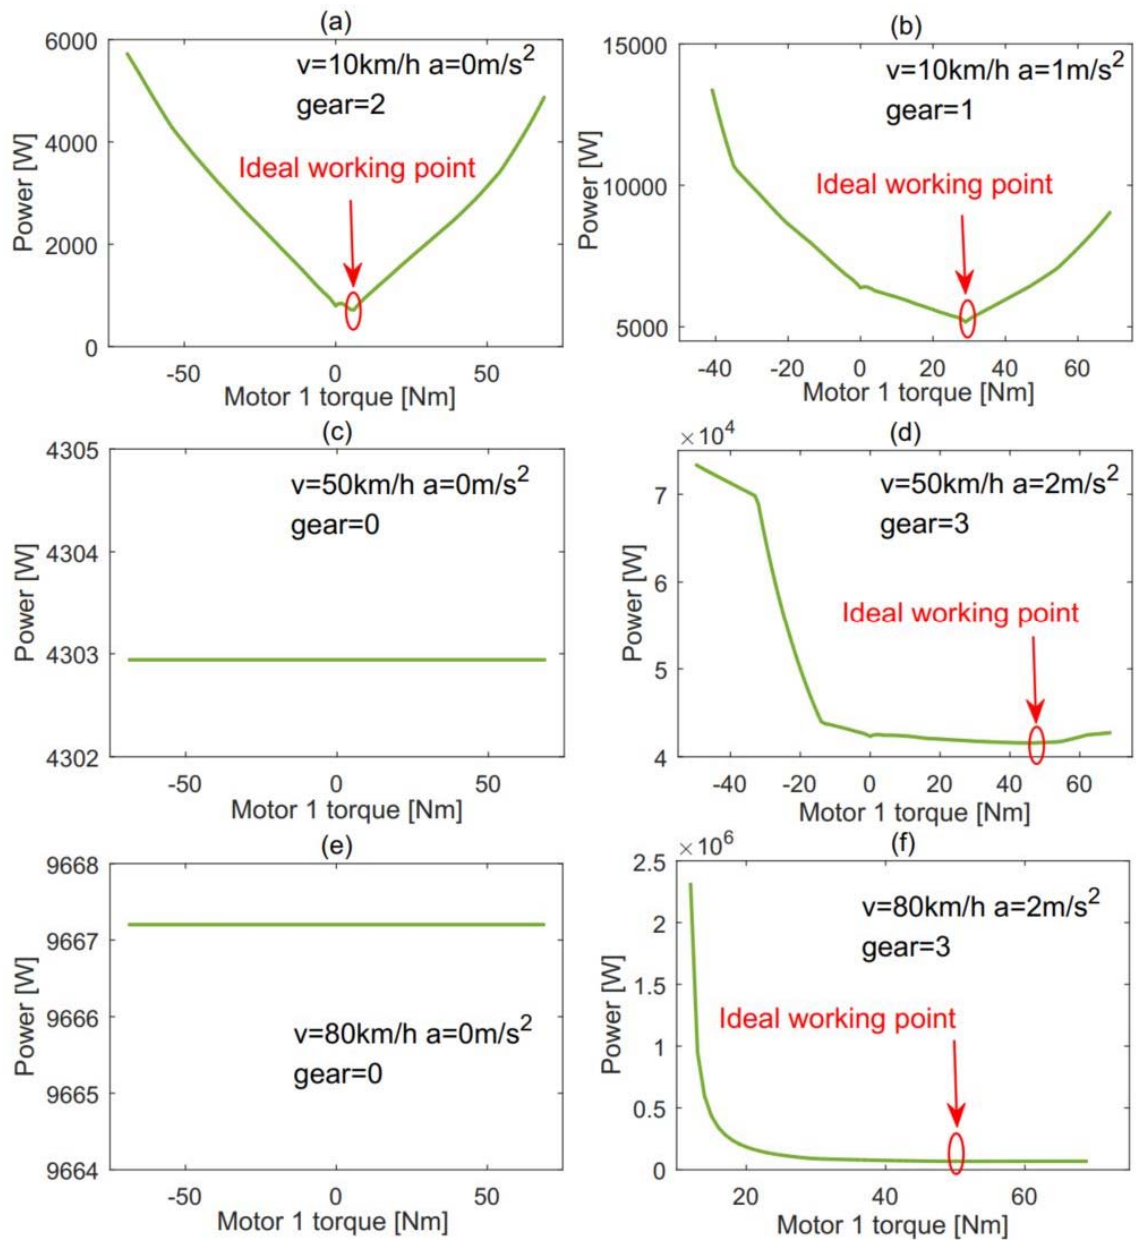 (a)
6000
4000
2000
0
Power [W]
v=10km/h a=0m/s²
gear=2
Ideal working point
-50
0
50
Motor 1 torque [Nm]
(b)
15000
10000
5000
Power [W]
v=10km/h a=1m/s²
gear=1
Ideal working point
-40
-20
0
20
40
60
Motor 1 torque [Nm]
(c)
4305
4304
4303
4302
Power [W]
v=50km/h a=0m/s²
gear=0
-50
0
50
Motor 1 torque [Nm]
(d)
×10⁴
7
6
5
4
Power [W]
v=50km/h a=2m/s²
gear=3
Ideal working point
-40
-20
0
20
40
60
Motor 1 torque [Nm]
(e)
9668
9667
9666
9665
9664
Power [W]
v=80km/h a=0m/s²
gear=0
-50
0
50
Motor 1 torque [Nm]
(f)
×10⁶
2.5
2
1.5
1
0.5
0
Power [W]
v=80km/h a=2m/s²
gear=3
Ideal working point
20
40
60
Motor 1 torque [Nm]